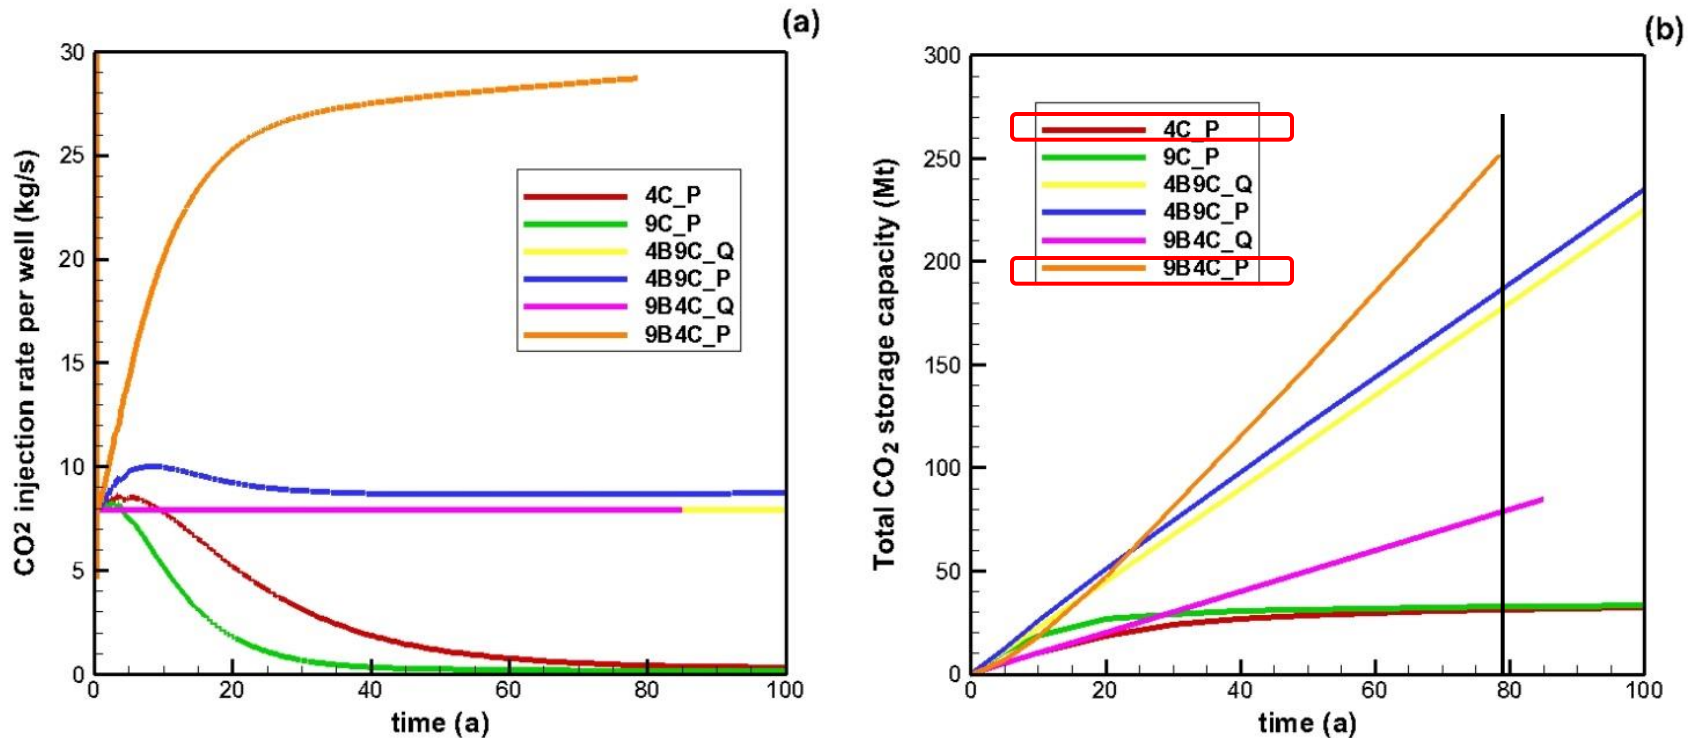 (a)
30
25
20
15
10
5
0
0 20 40 60 80 100
CO2 injection rate per well (kg/s)
time (a)
4C_P
9C_P
4B9C_Q
4B9C_P
9B4C_Q
9B4C_P
(b)
300
250
200
150
100
50
0
0 20 40 60 80 100
Total CO2 storage capacity (Mt)
time (a)
4C_P
9C_P
4B9C_Q
4B9C_P
9B4C_Q
9B4C_P